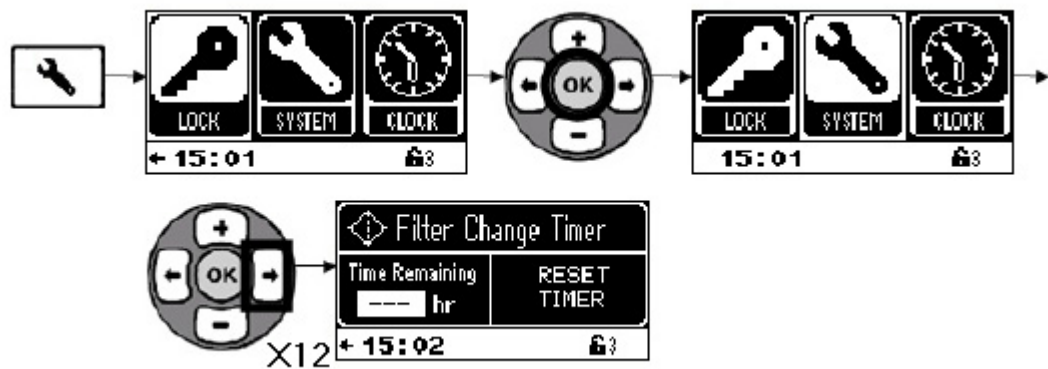 LOCK SYSTEM CLOCK
← 15:01 3
+
← OK →
−
LOCK SYSTEM CLOCK
15:01 3
+
← OK →
−
X12
Filter Change Timer
Time Remaining
--- hr
RESET
TIMER
← 15:02 3